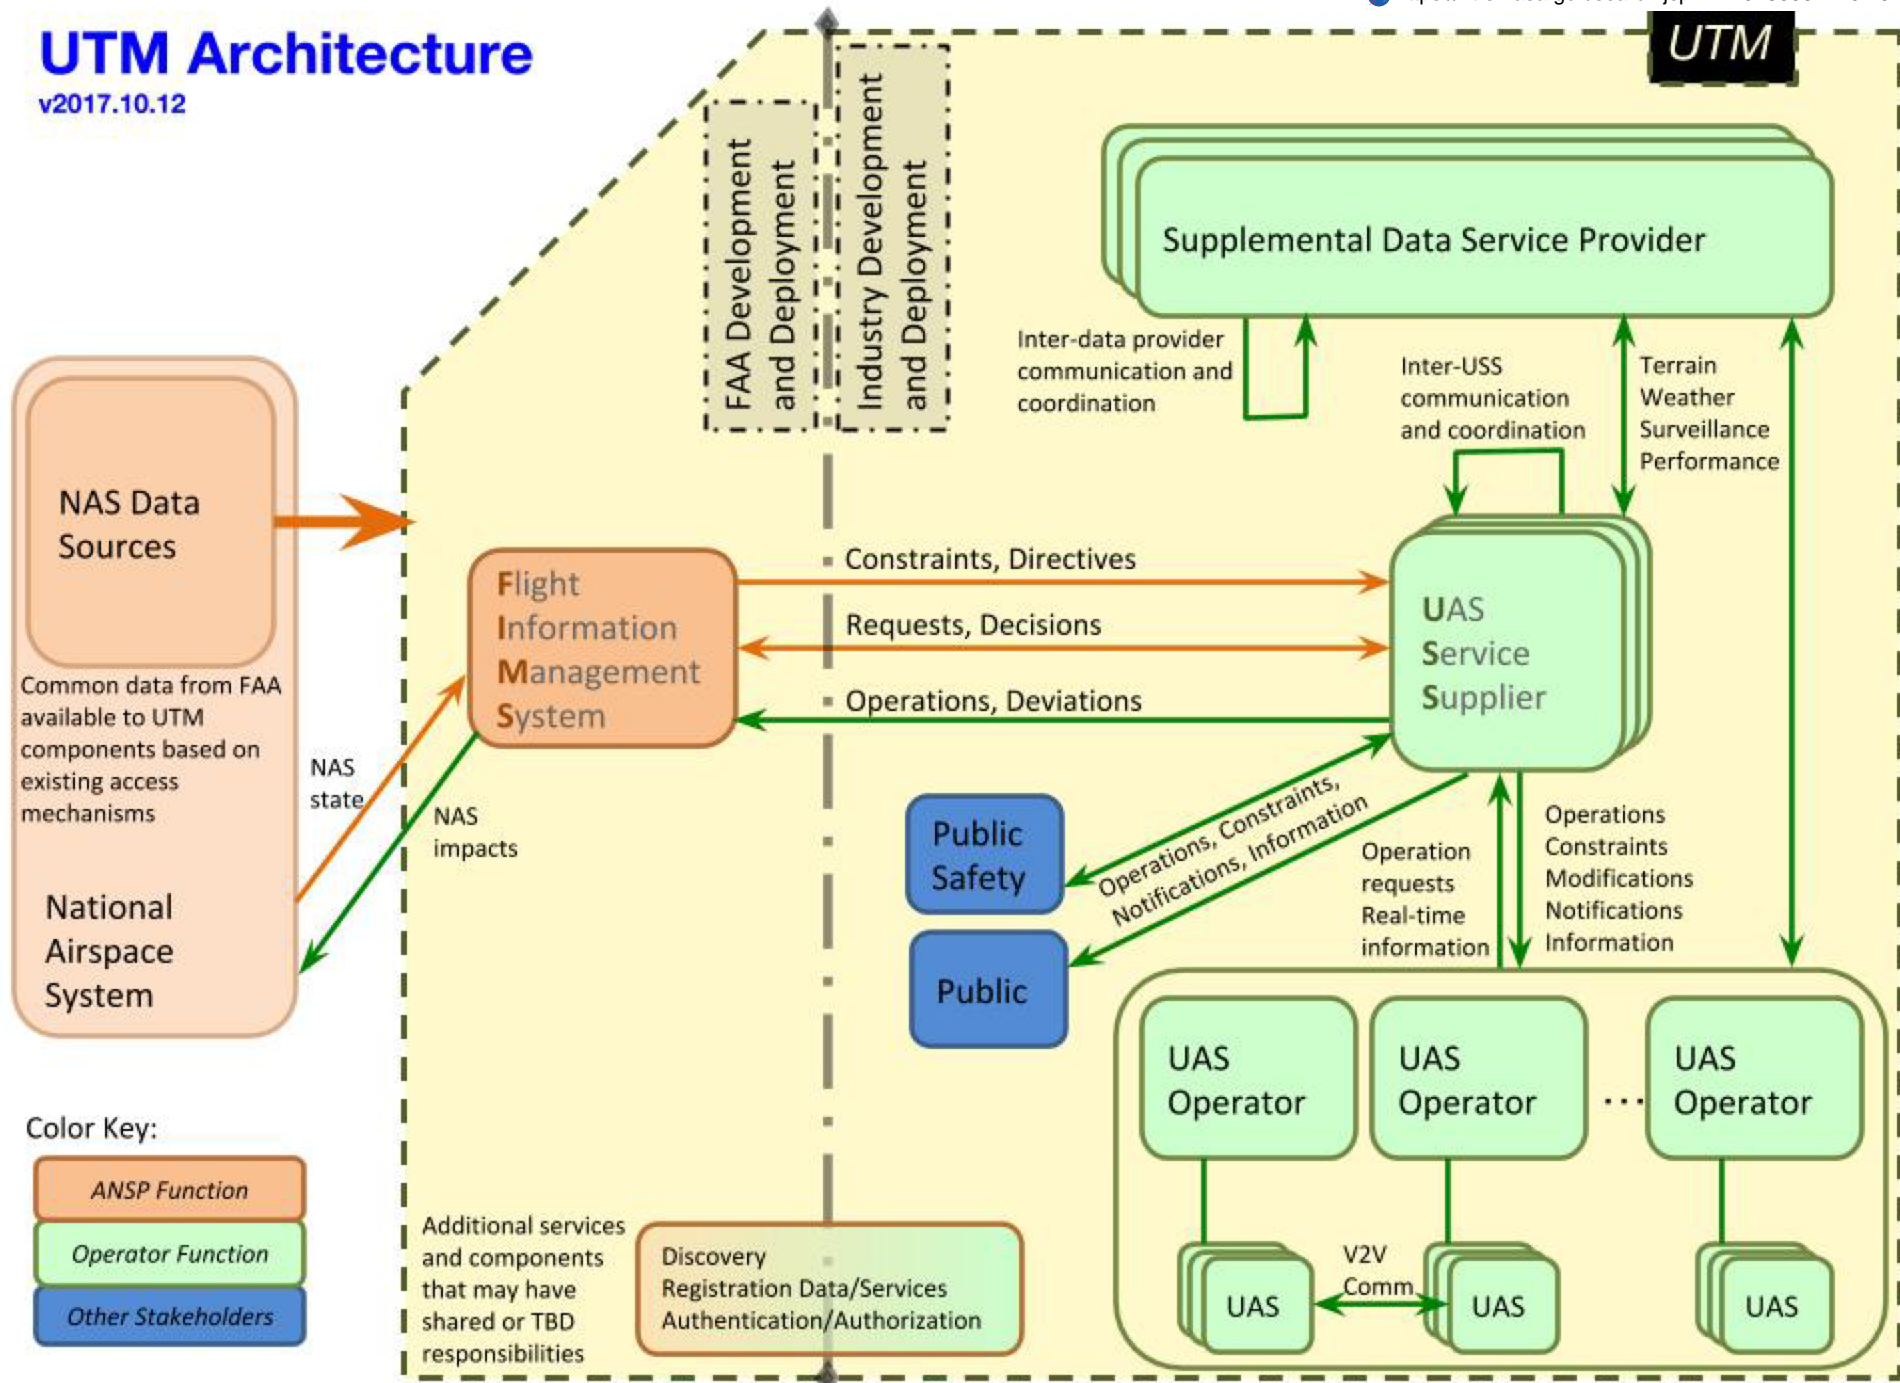 UTM Architecture
v2017.10.12
UTM
FAA Development
and Deployment
Industry Development
and Deployment
Supplemental Data Service Provider
Inter-data provider
communication and
coordination
Inter-USS
communication
and coordination
Terrain
Weather
Surveillance
Performance
NAS Data
Sources
Common data from FAA
available to UTM
components based on
existing access
mechanisms
National
Airspace
System
NAS
state
NAS
impacts
Flight
Information
Management
System
Constraints, Directives
Requests, Decisions
Operations, Deviations
UAS
Service
Supplier
Public
Safety
Public
Operations, Constraints,
Notifications, Information
Operation
requests
Real-time
information
Operations
Constraints
Modifications
Notifications
Information
UAS
Operator
UAS
Operator
...
UAS
Operator
UAS
V2V
Comm
UAS
UAS
Color Key:
ANSP Function
Operator Function
Other Stakeholders
Additional services
and components
that may have
shared or TBD
responsibilities
Discovery
Registration Data/Services
Authentication/Authorization